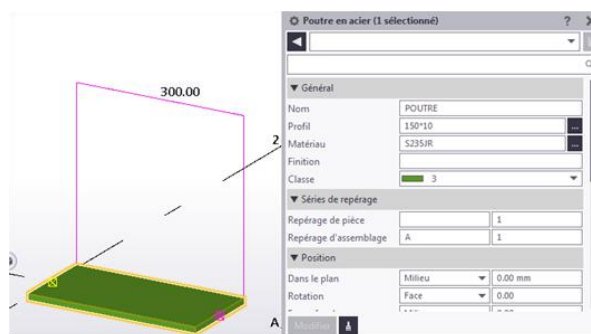 Poutre en acier (1 sélectionné)
?
300.00
2
A
Général
Nom POUTRE
Profil 150*10 ...
Matériau S235JR ...
Finition
Classe 3
Séries de repérage
Repérage de pièce 1
Repérage d'assemblage A 1
Position
Dans le plan Milieu 0.00 mm
Rotation Face 0.00
Modifier